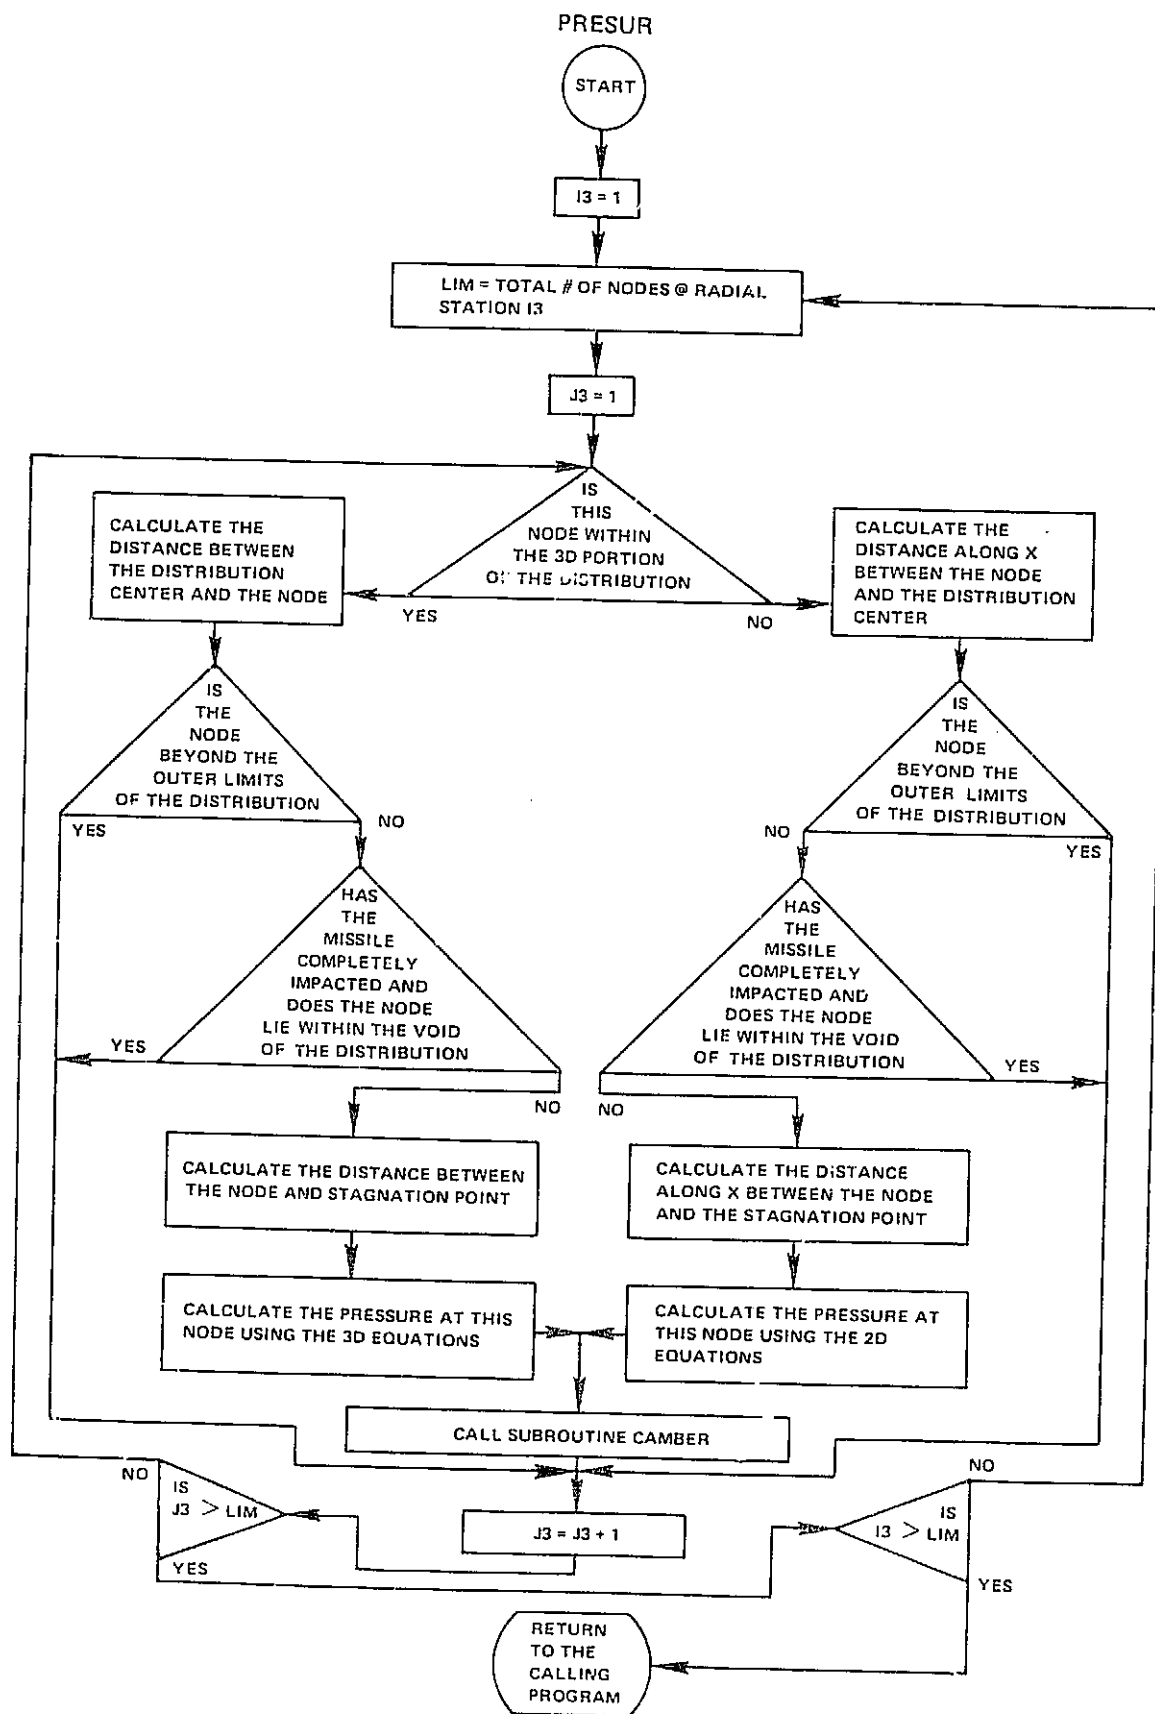 PRESUR
START
I3 = 1
LIM = TOTAL # OF NODES @ RADIAL
STATION I3
J3 = 1
IS
THIS
NODE WITHIN
THE 3D PORTION
OF THE DISTRIBUTION
YES
NO
CALCULATE THE
DISTANCE BETWEEN
THE DISTRIBUTION
CENTER AND THE NODE
CALCULATE THE
DISTANCE ALONG X
BETWEEN THE NODE
AND THE DISTRIBUTION
CENTER
IS
THE
NODE
BEYOND THE
OUTER LIMITS
OF THE DISTRIBUTION
YES
NO
IS
THE
NODE
BEYOND THE
OUTER LIMITS
OF THE DISTRIBUTION
NO
YES
HAS
THE
MISSILE
COMPLETELY
IMPACTED AND
DOES THE NODE
LIE WITHIN THE VOID
OF THE DISTRIBUTION
YES
NO
HAS
THE
MISSILE
COMPLETELY
IMPACTED AND
DOES THE NODE
LIE WITHIN THE VOID
OF THE DISTRIBUTION
YES
NO
CALCULATE THE DISTANCE BETWEEN
THE NODE AND STAGNATION POINT
CALCULATE THE DISTANCE
ALONG X BETWEEN THE NODE
AND THE STAGNATION POINT
CALCULATE THE PRESSURE AT THIS
NODE USING THE 3D EQUATIONS
CALCULATE THE PRESSURE AT
THIS NODE USING THE 2D
EQUATIONS
CALL SUBROUTINE CAMBER
NO
IS
J3 > LIM
YES
J3 = J3 + 1
NO
IS
I3 > LIM
YES
RETURN
TO THE
CALLING
PROGRAM